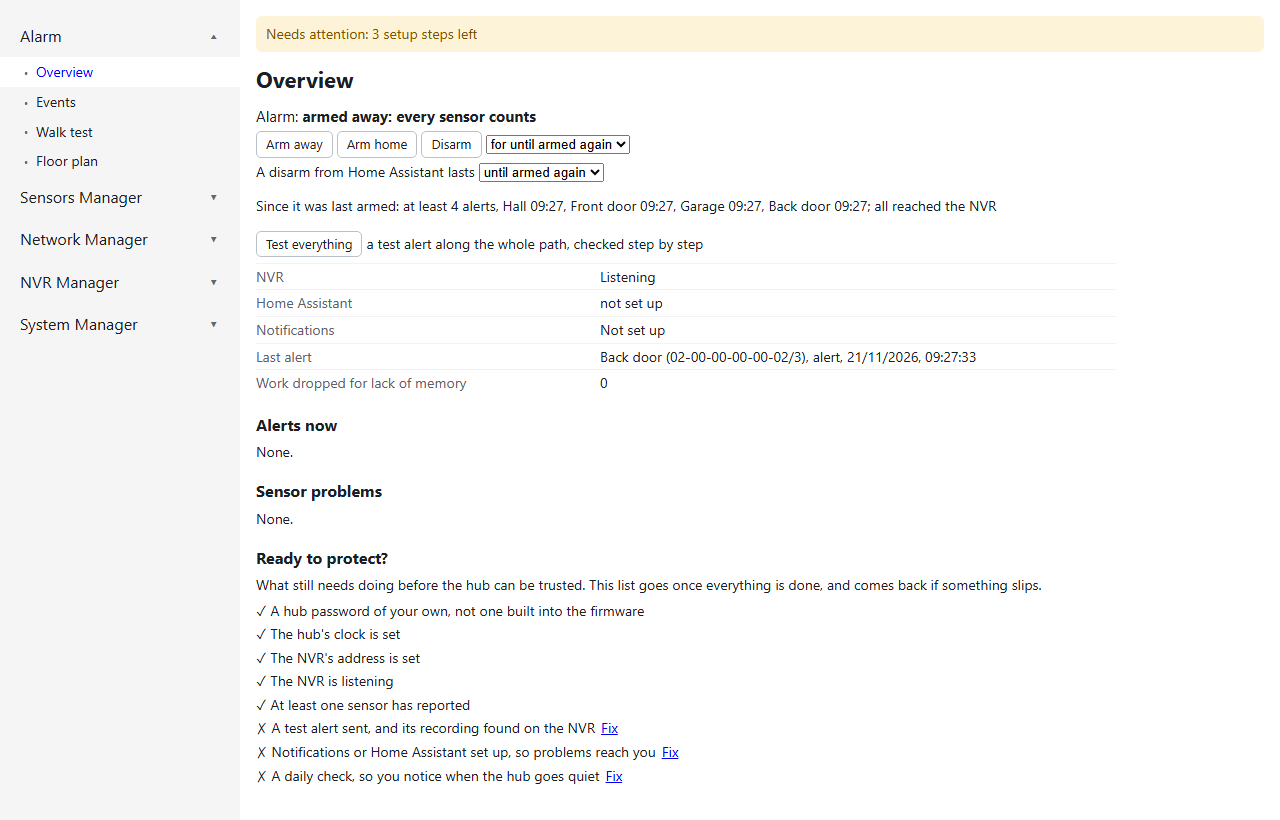 Alarm
Overview
Events
Walk test
Floor plan
Sensors Manager
Network Manager
NVR Manager
System Manager
Needs attention: 3 setup steps left
Overview
Alarm: armed away: every sensor counts
Arm away Arm home Disarm for until armed again
A disarm from Home Assistant lasts until armed again
Since it was last armed: at least 4 alerts, Hall 09:27, Front door 09:27, Garage 09:27, Back door 09:27; all reached the NVR
Test everything a test alert along the whole path, checked step by step
NVR Listening
Home Assistant not set up
Notifications Not set up
Last alert Back door (02-00-00-00-00-02/3), alert, 21/11/2026, 09:27:33
Work dropped for lack of memory 0
Alerts now
None.
Sensor problems
None.
Ready to protect?
What still needs doing before the hub can be trusted. This list goes once everything is done, and comes back if something slips.
✓ A hub password of your own, not one built into the firmware
✓ The hub's clock is set
✓ The NVR's address is set
✓ The NVR is listening
✓ At least one sensor has reported
✗ A test alert sent, and its recording found on the NVR Fix
✗ Notifications or Home Assistant set up, so problems reach you Fix
✗ A daily check, so you notice when the hub goes quiet Fix